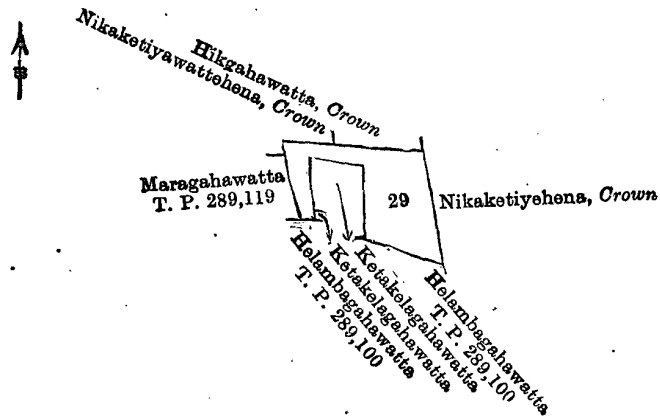 Hikgahawatta, Crown
Nikaketiyawattehena, Crown
Maragahawatta
T. P. 289,119
29
Nikaketiyehena, Crown
Helambagahawatta
T. P. 289,100
Ketakelagahawatta
Ketakelagahawatta
Helambagahawatta
T. P. 289,100